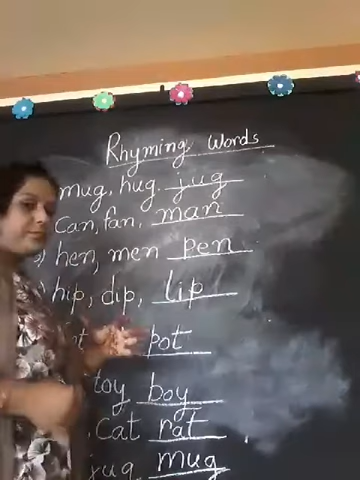 Rhyming Words
mug, hug, jug
Can, fan, man
hen, men pen
hip, dip, lip
pot
toy boy
, Cat rat
jug, mug